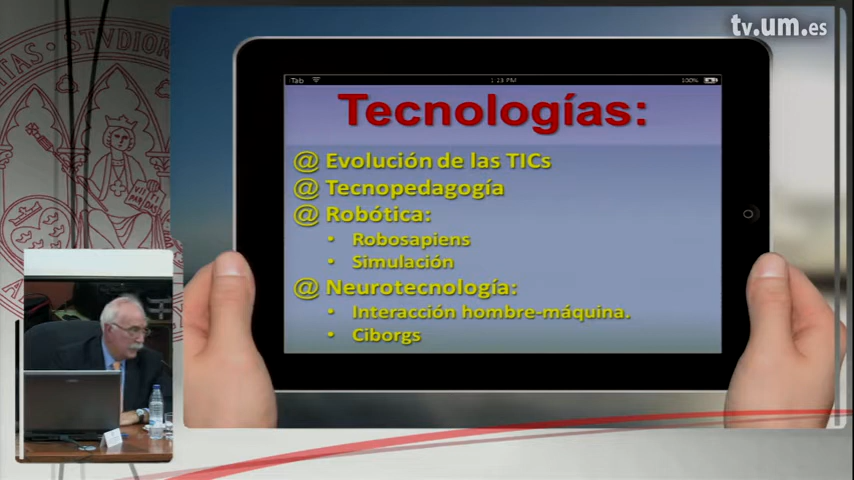 tv.um.es
iTab
1:23 PM
100%
Tecnologías:
@ Evolución de las TICs
@ Tecnopedagogía
@ Robótica:
• Robosapiens
• Simulación
@ Neurotecnología:
• Interacción hombre-máquina.
• Ciborgs